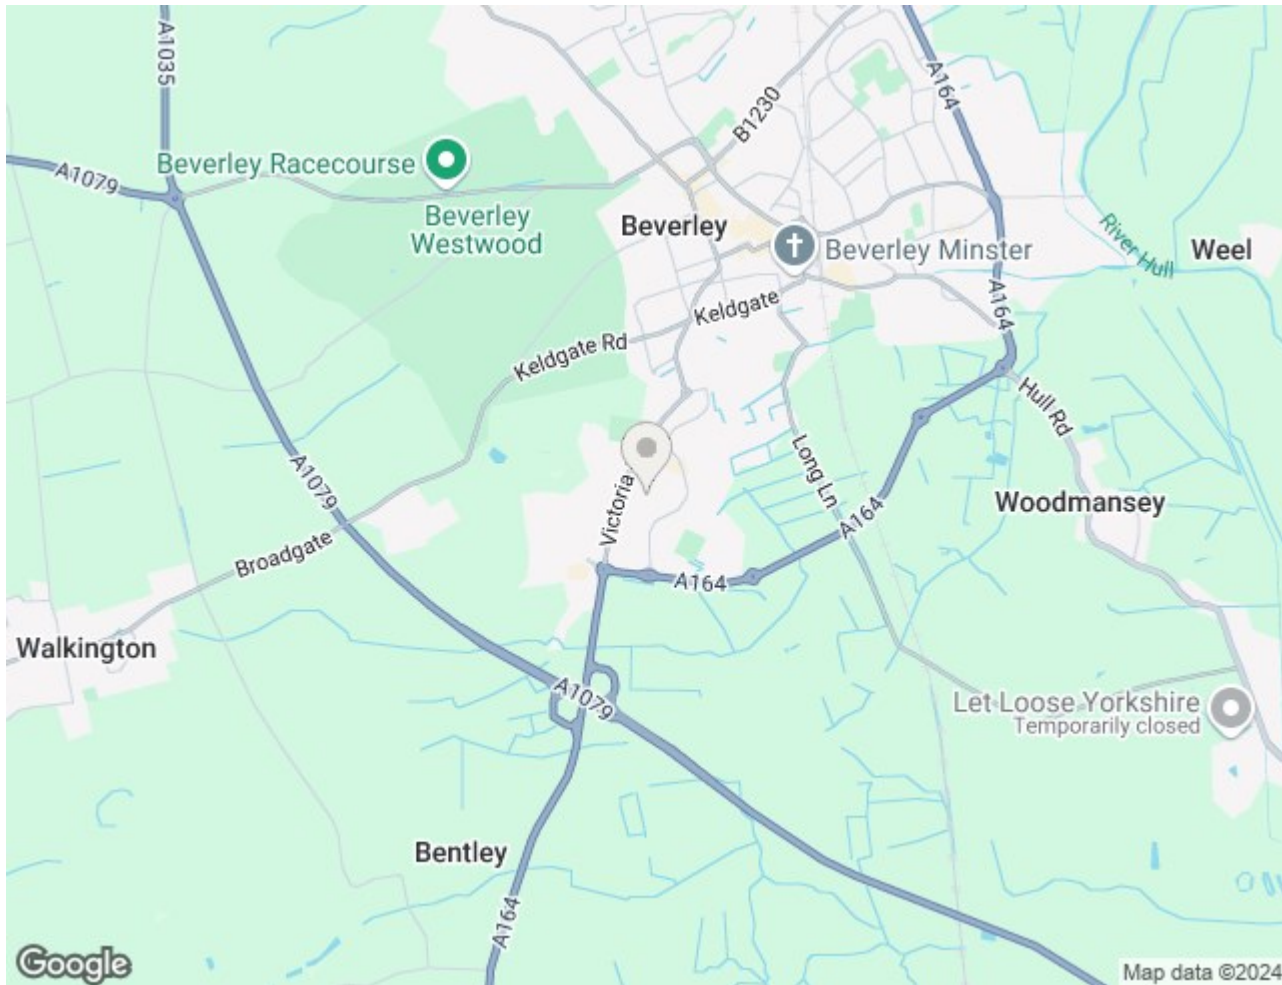 A1035
A164
B1230
A1079
Beverley Racecourse
Beverley
Westwood
Beverley
Beverley Minster
River Hull
Weel
A164
Keldgate
Keldgate Rd
Hull Rd
A1079
Victoria
Long Ln
A164
Woodmansey
Broadgate
A164
Walkington
A1079
Let Loose Yorkshire
Temporarily closed
Bentley
A164
Google
Map data ©2024